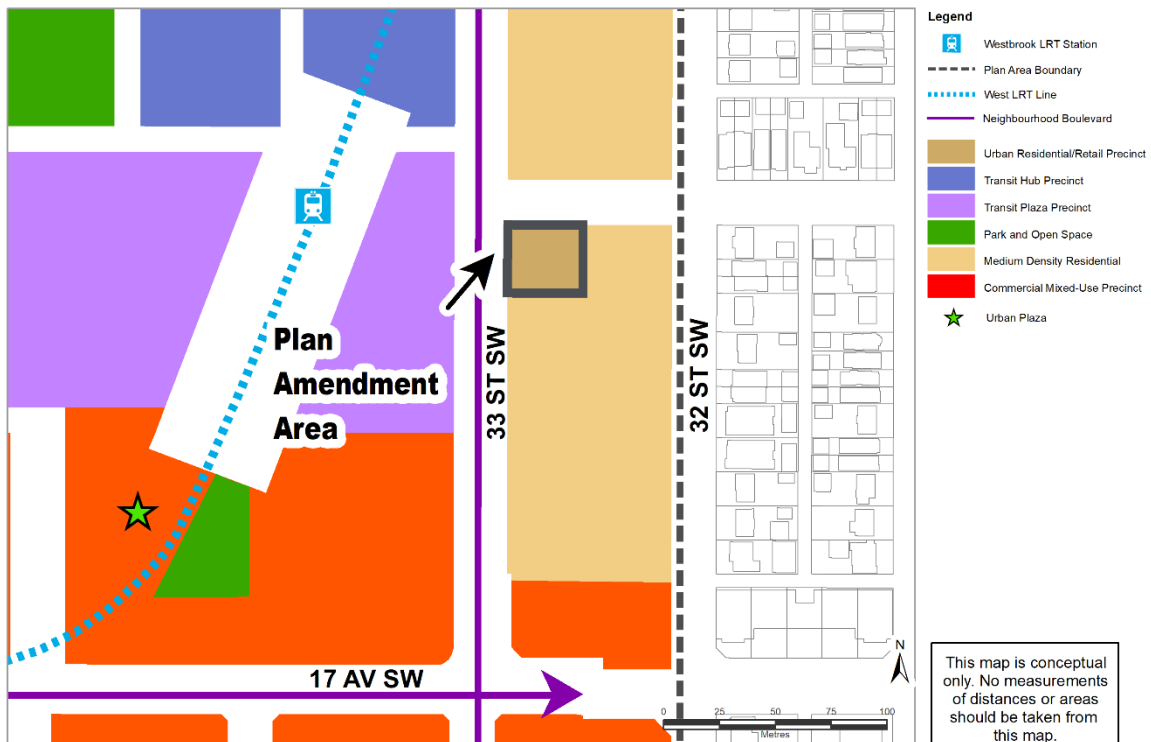 Plan
Amendment
Area
33 ST SW
32 ST SW
17 AV SW
N
0 25 50 75 100
Metres
Legend
Westbrook LRT Station
Plan Area Boundary
West LRT Line
Neighbourhood Boulevard
Urban Residential/Retail Precinct
Transit Hub Precinct
Transit Plaza Precinct
Park and Open Space
Medium Density Residential
Commercial Mixed-Use Precinct
Urban Plaza
This map is conceptual
only. No measurements
of distances or areas
should be taken from
this map.